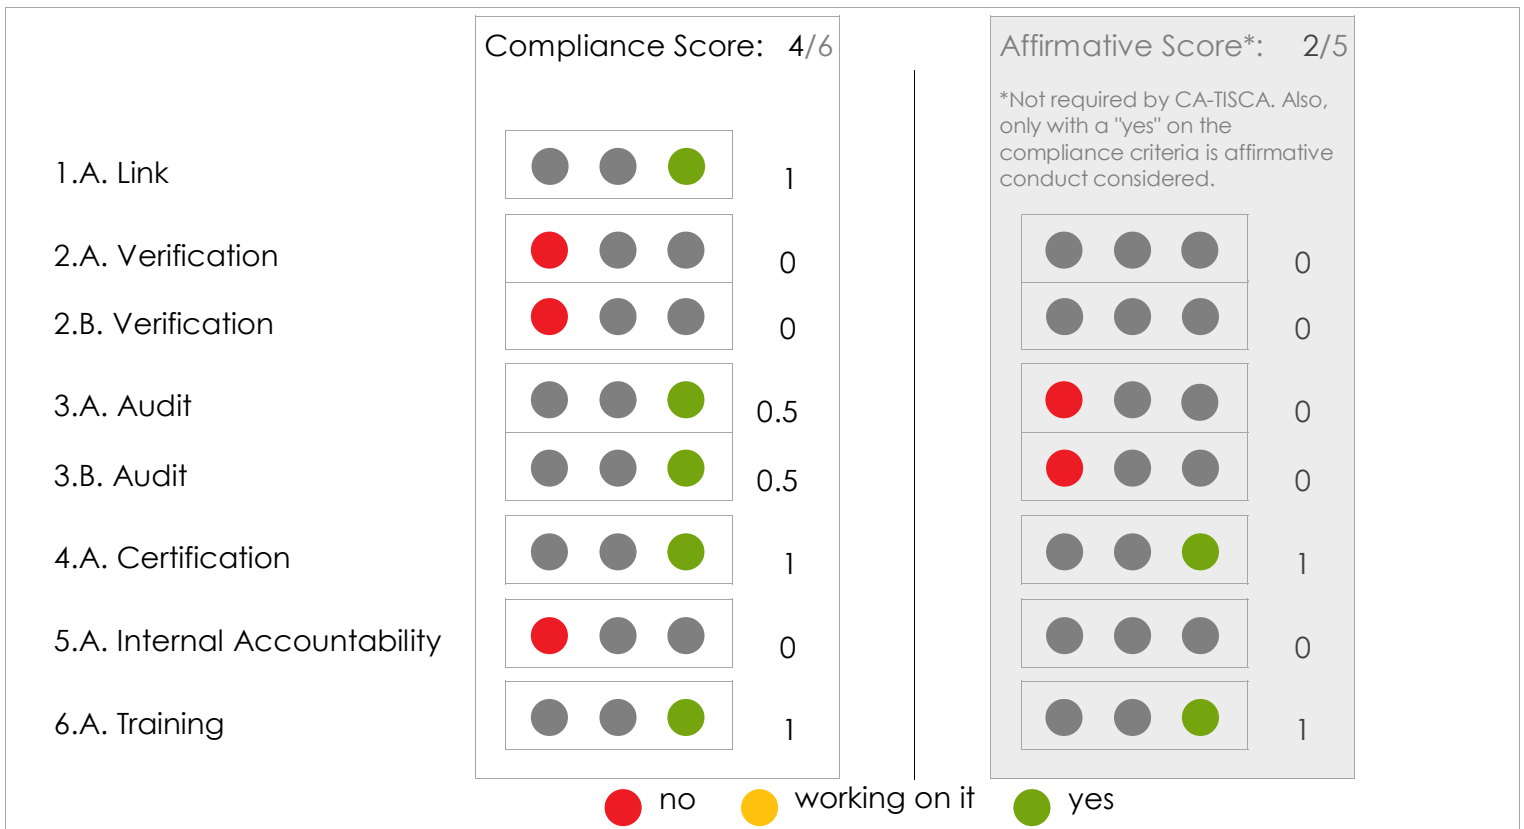 Compliance Score: 4/6
Affirmative Score*: 2/5
*Not required by CA-TISCA. Also,
only with a "yes" on the
compliance criteria is affirmative
conduct considered.
1.A. Link 1
2.A. Verification 0 0
2.B. Verification 0 0
3.A. Audit 0.5 0
3.B. Audit 0.5 0
4.A. Certification 1 1
5.A. Internal Accountability 0 0
6.A. Training 1 1
no working on it yes